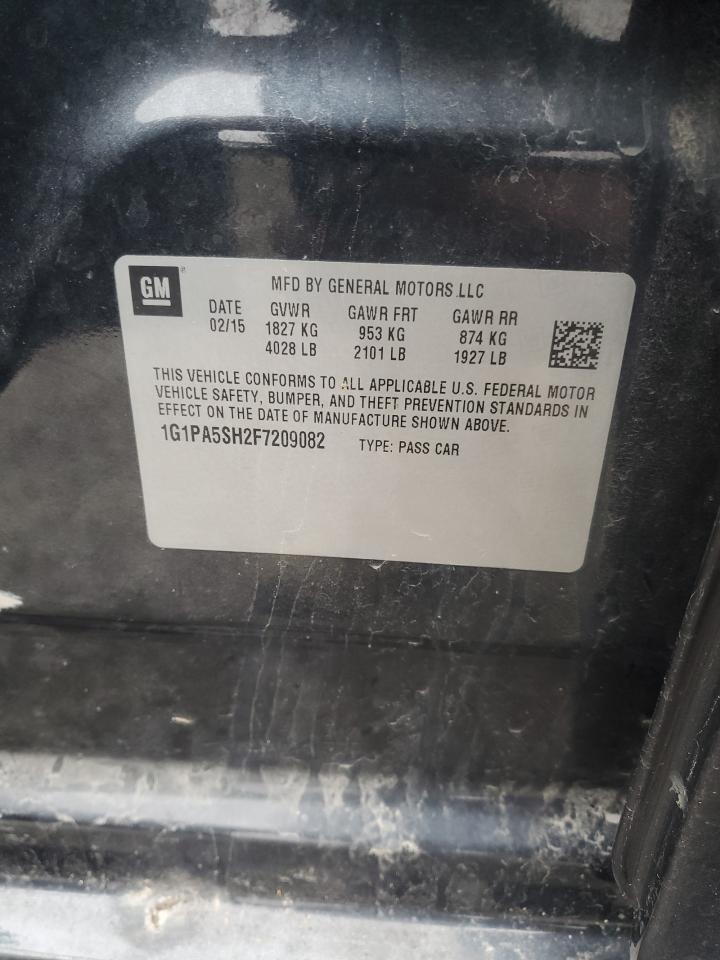 GM
MFD BY GENERAL MOTORS LLC
DATE GVWR GAWR FRT GAWR RR
02/15 1827 KG 953 KG 874 KG
4028 LB 2101 LB 1927 LB
THIS VEHICLE CONFORMS TO ALL APPLICABLE U.S. FEDERAL MOTOR
VEHICLE SAFETY, BUMPER, AND THEFT PREVENTION STANDARDS IN
EFFECT ON THE DATE OF MANUFACTURE SHOWN ABOVE.
1G1PA5SH2F7209082 TYPE: PASS CAR